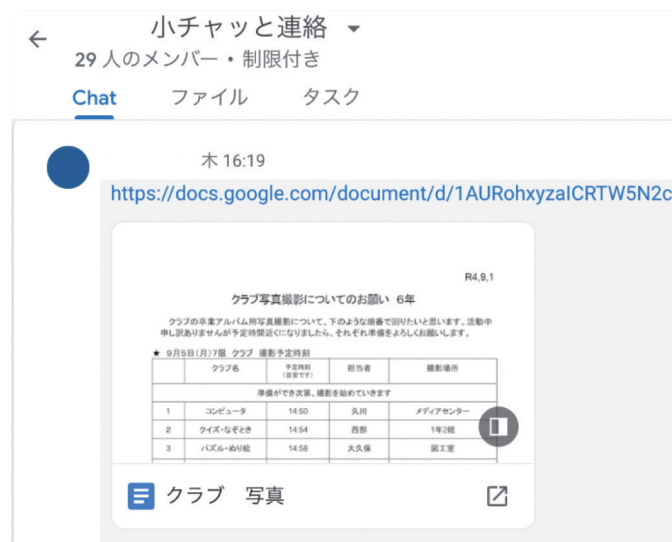 小チャッと連絡
29 人のメンバー • 制限付き
Chat ファイル タスク
木 16:19
https://docs.google.com/document/d/1AURohxyzaICRTW5N2c
R4,9,1
クラブ写真撮影についてのお願い 6年
クラブの卒業アルバム用写真撮影について、下のような順番で回りたいと思います。活動中
申し訳ありませんが予定時間近くになりましたら、それぞれ準備をよろしくお願いします。
★ 9月5日(月)7限 クラブ 撮影予定時刻
クラブ名 予定時刻 担当者 撮影場所
(目安です)
準備ができ次第、撮影を始めていきます
1 コンピュータ 14:50 久川 メディアセンター
2 クイズ・なぞとき 14:54 西部 1年2組
3 パズル・ぬり絵 14:58 大久保 図工室
クラブ 写真